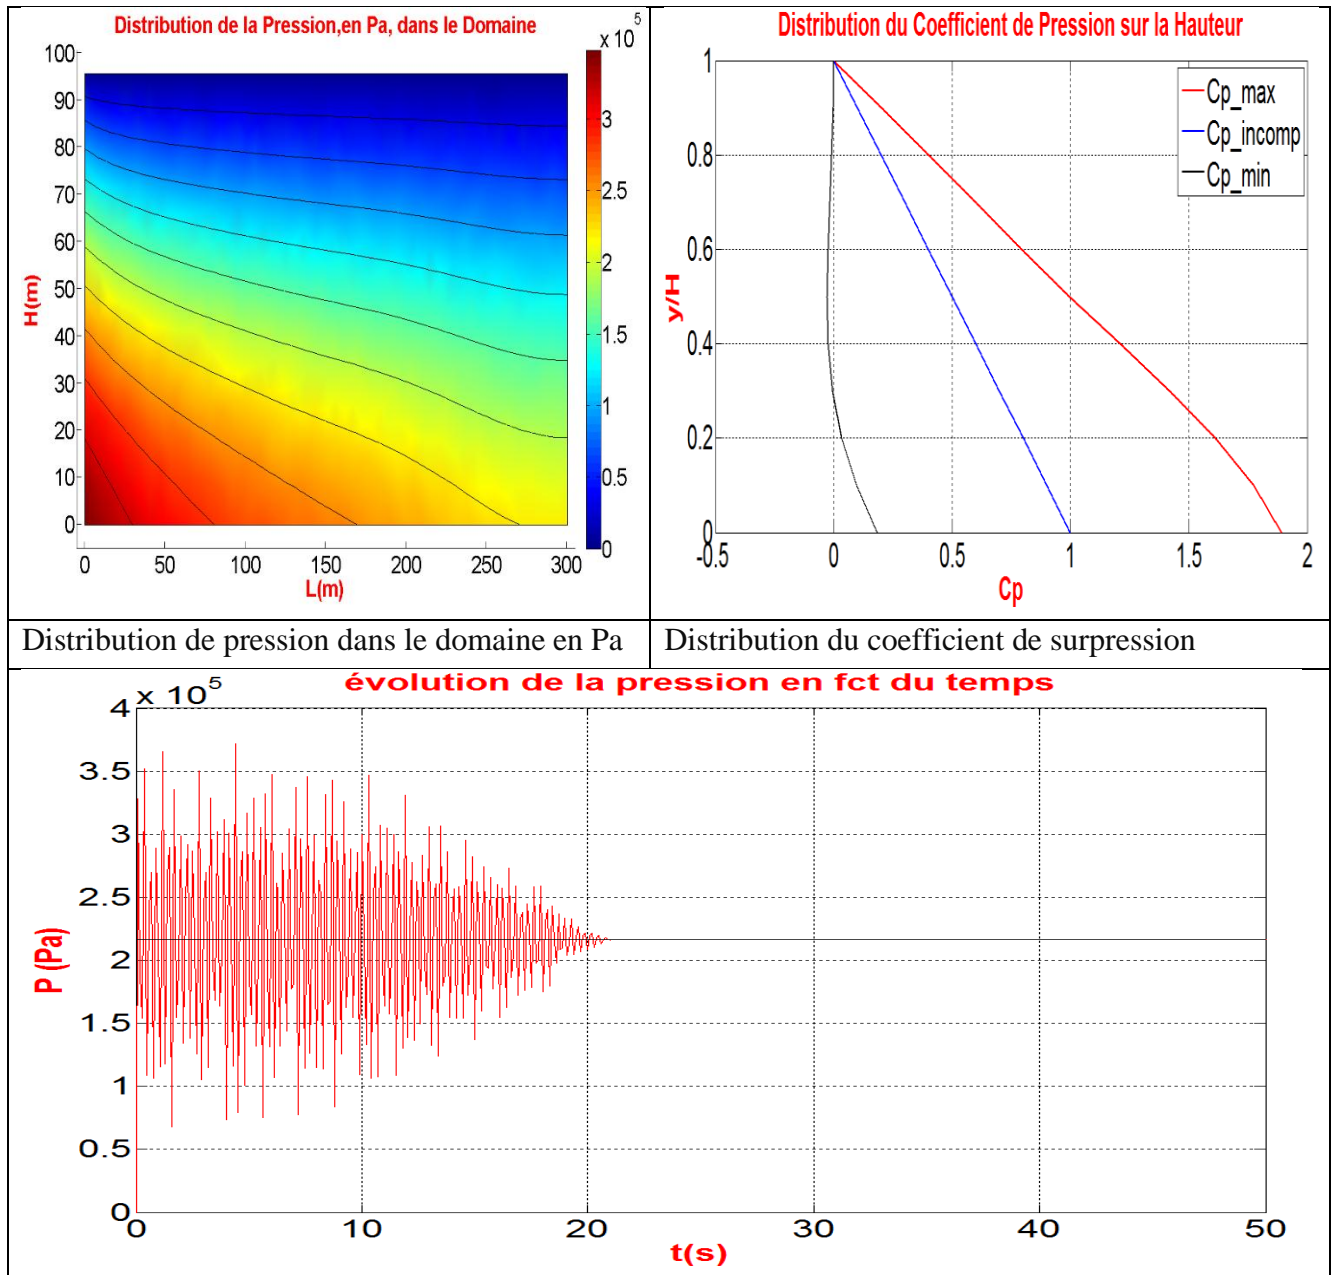 Distribution de la Pression,en Pa, dans le Domaine
x 10 5
100
90
80
70
60
50
40
30
20
10
0
H(m)
0 50 100 150 200 250 300
L(m)
3
2.5
2
1.5
1
0.5
0
Distribution du Coefficient de Pression sur la Hauteur
1
0.8
0.6
0.4
0.2
0
y/H
-0.5 0 0.5 1 1.5 2
Cp
Cp_max
Cp_incomp
Cp_min
Distribution de pression dans le domaine en Pa
Distribution du coefficient de surpression
évolution de la pression en fct du temps
x 10 5
4
3.5
3
2.5
2
1.5
1
0.5
0
P (Pa)
0 10 20 30 40 50
t(s)